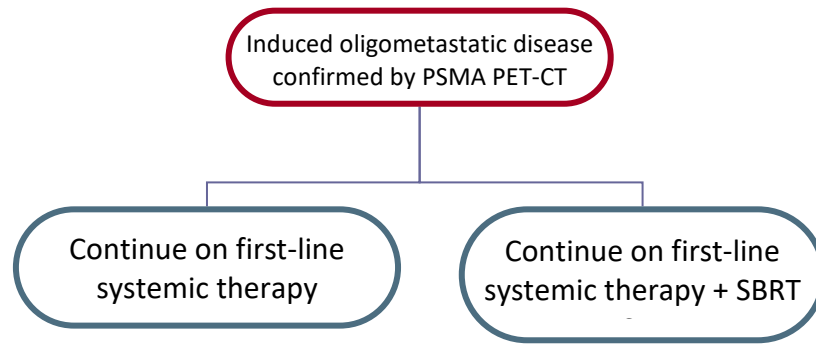 Induced oligometastatic disease
confirmed by PSMA PET-CT
Continue on first-line
systemic therapy
Continue on first-line
systemic therapy + SBRT